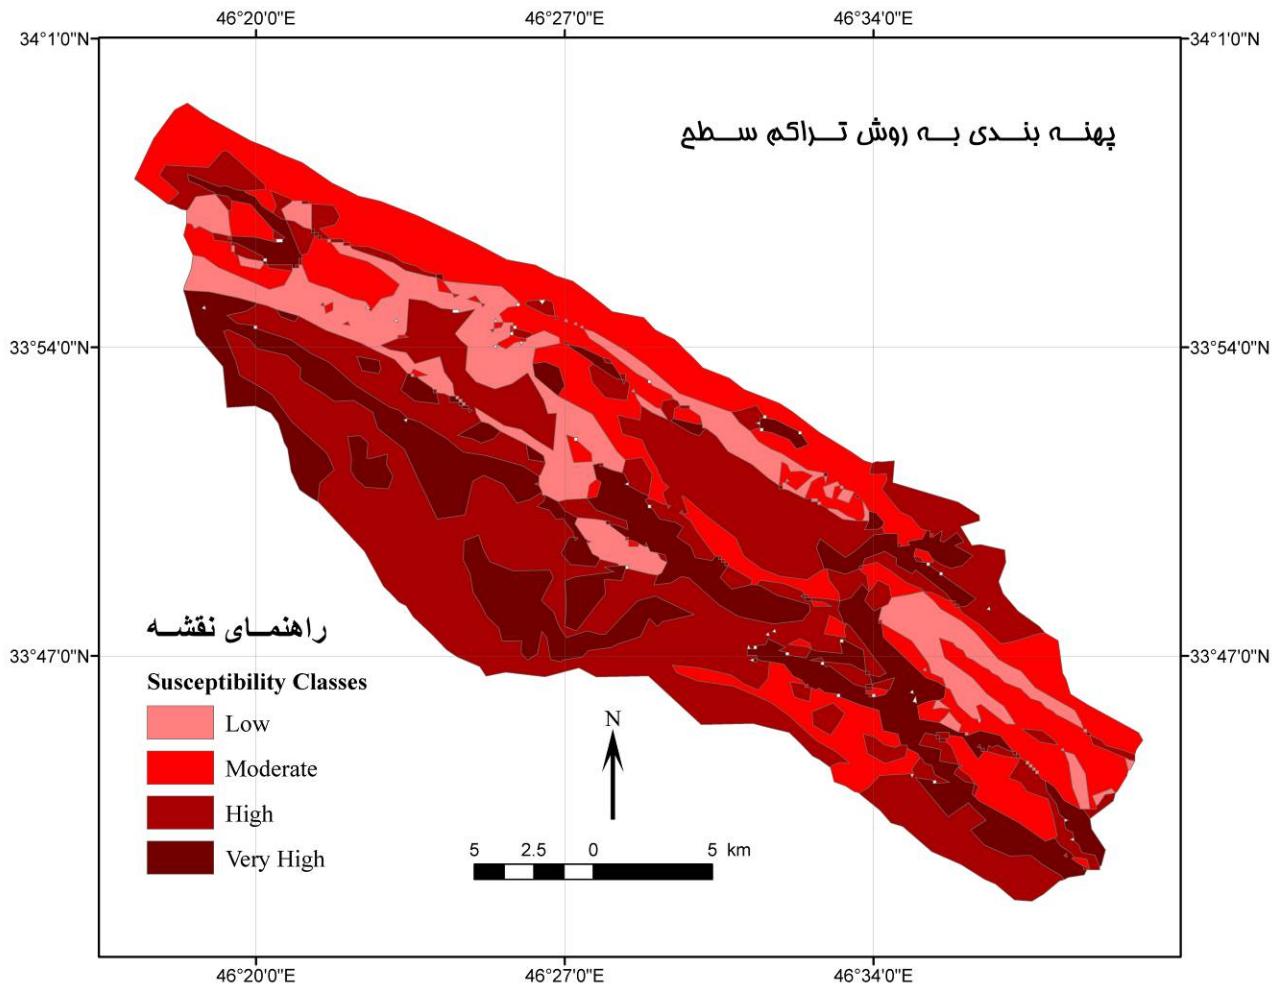 46°20'0"E 46°27'0"E 46°34'0"E
34°1'0"N 34°1'0"N
پهنه بندی به روش تراکم سطح
33°54'0"N 33°54'0"N
33°47'0"N 33°47'0"N
راهنمای نقشه
Susceptibility Classes
Low
Moderate
High
Very High
N
5 2.5 0 5 km
46°20'0"E 46°27'0"E 46°34'0"E